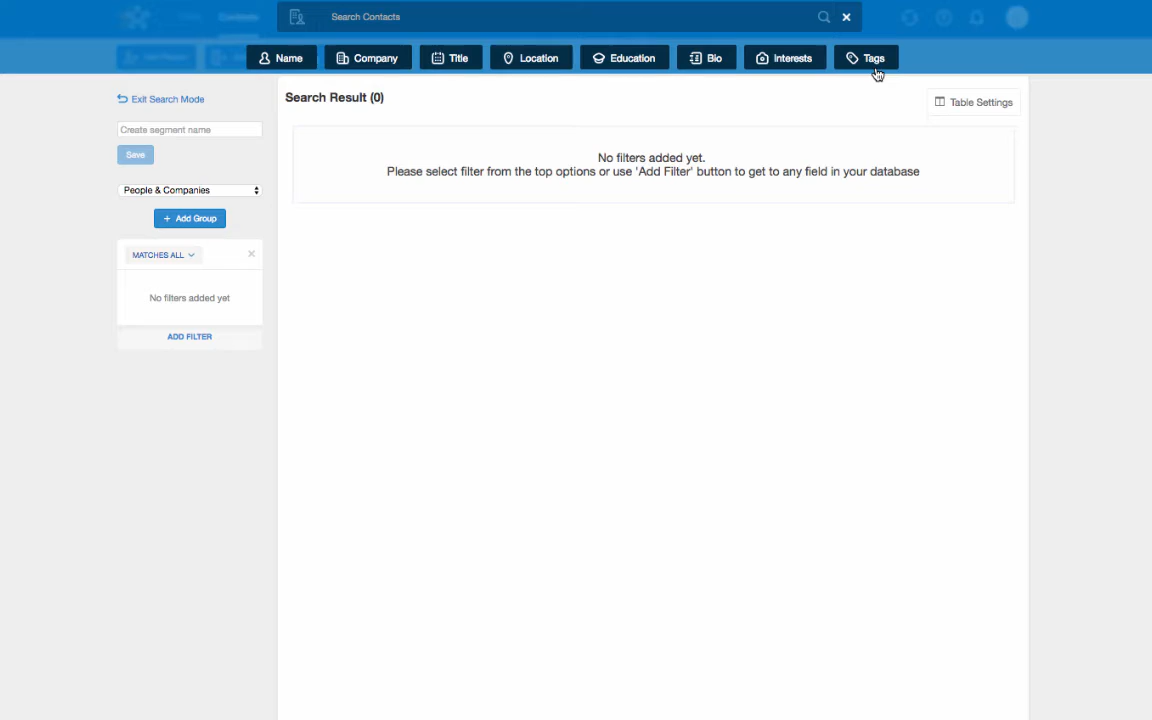 Contacts
Search Contacts
Name
Company
Title
Location
Education
Bio
Interests
Tags
Exit Search Mode
Create segment name
Save
People & Companies
+ Add Group
MATCHES ALL
No filters added yet
ADD FILTER
Search Result (0)
Table Settings
No filters added yet.
Please select filter from the top options or use 'Add Filter' button to get to any field in your database